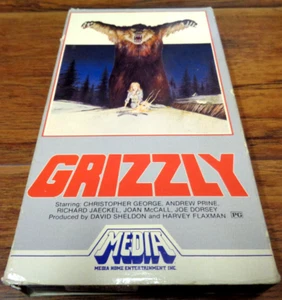 GRIZZLY
Starring: CHRISTOPHER GEORGE, ANDREW PRINE,
RICHARD JAECKEL, JOAN McCALL, JOE DORSEY
Produced by DAVID SHELDON and HARVEY FLAXMAN PG
MEDIA
MEDIA HOME ENTERTAINMENT INC.